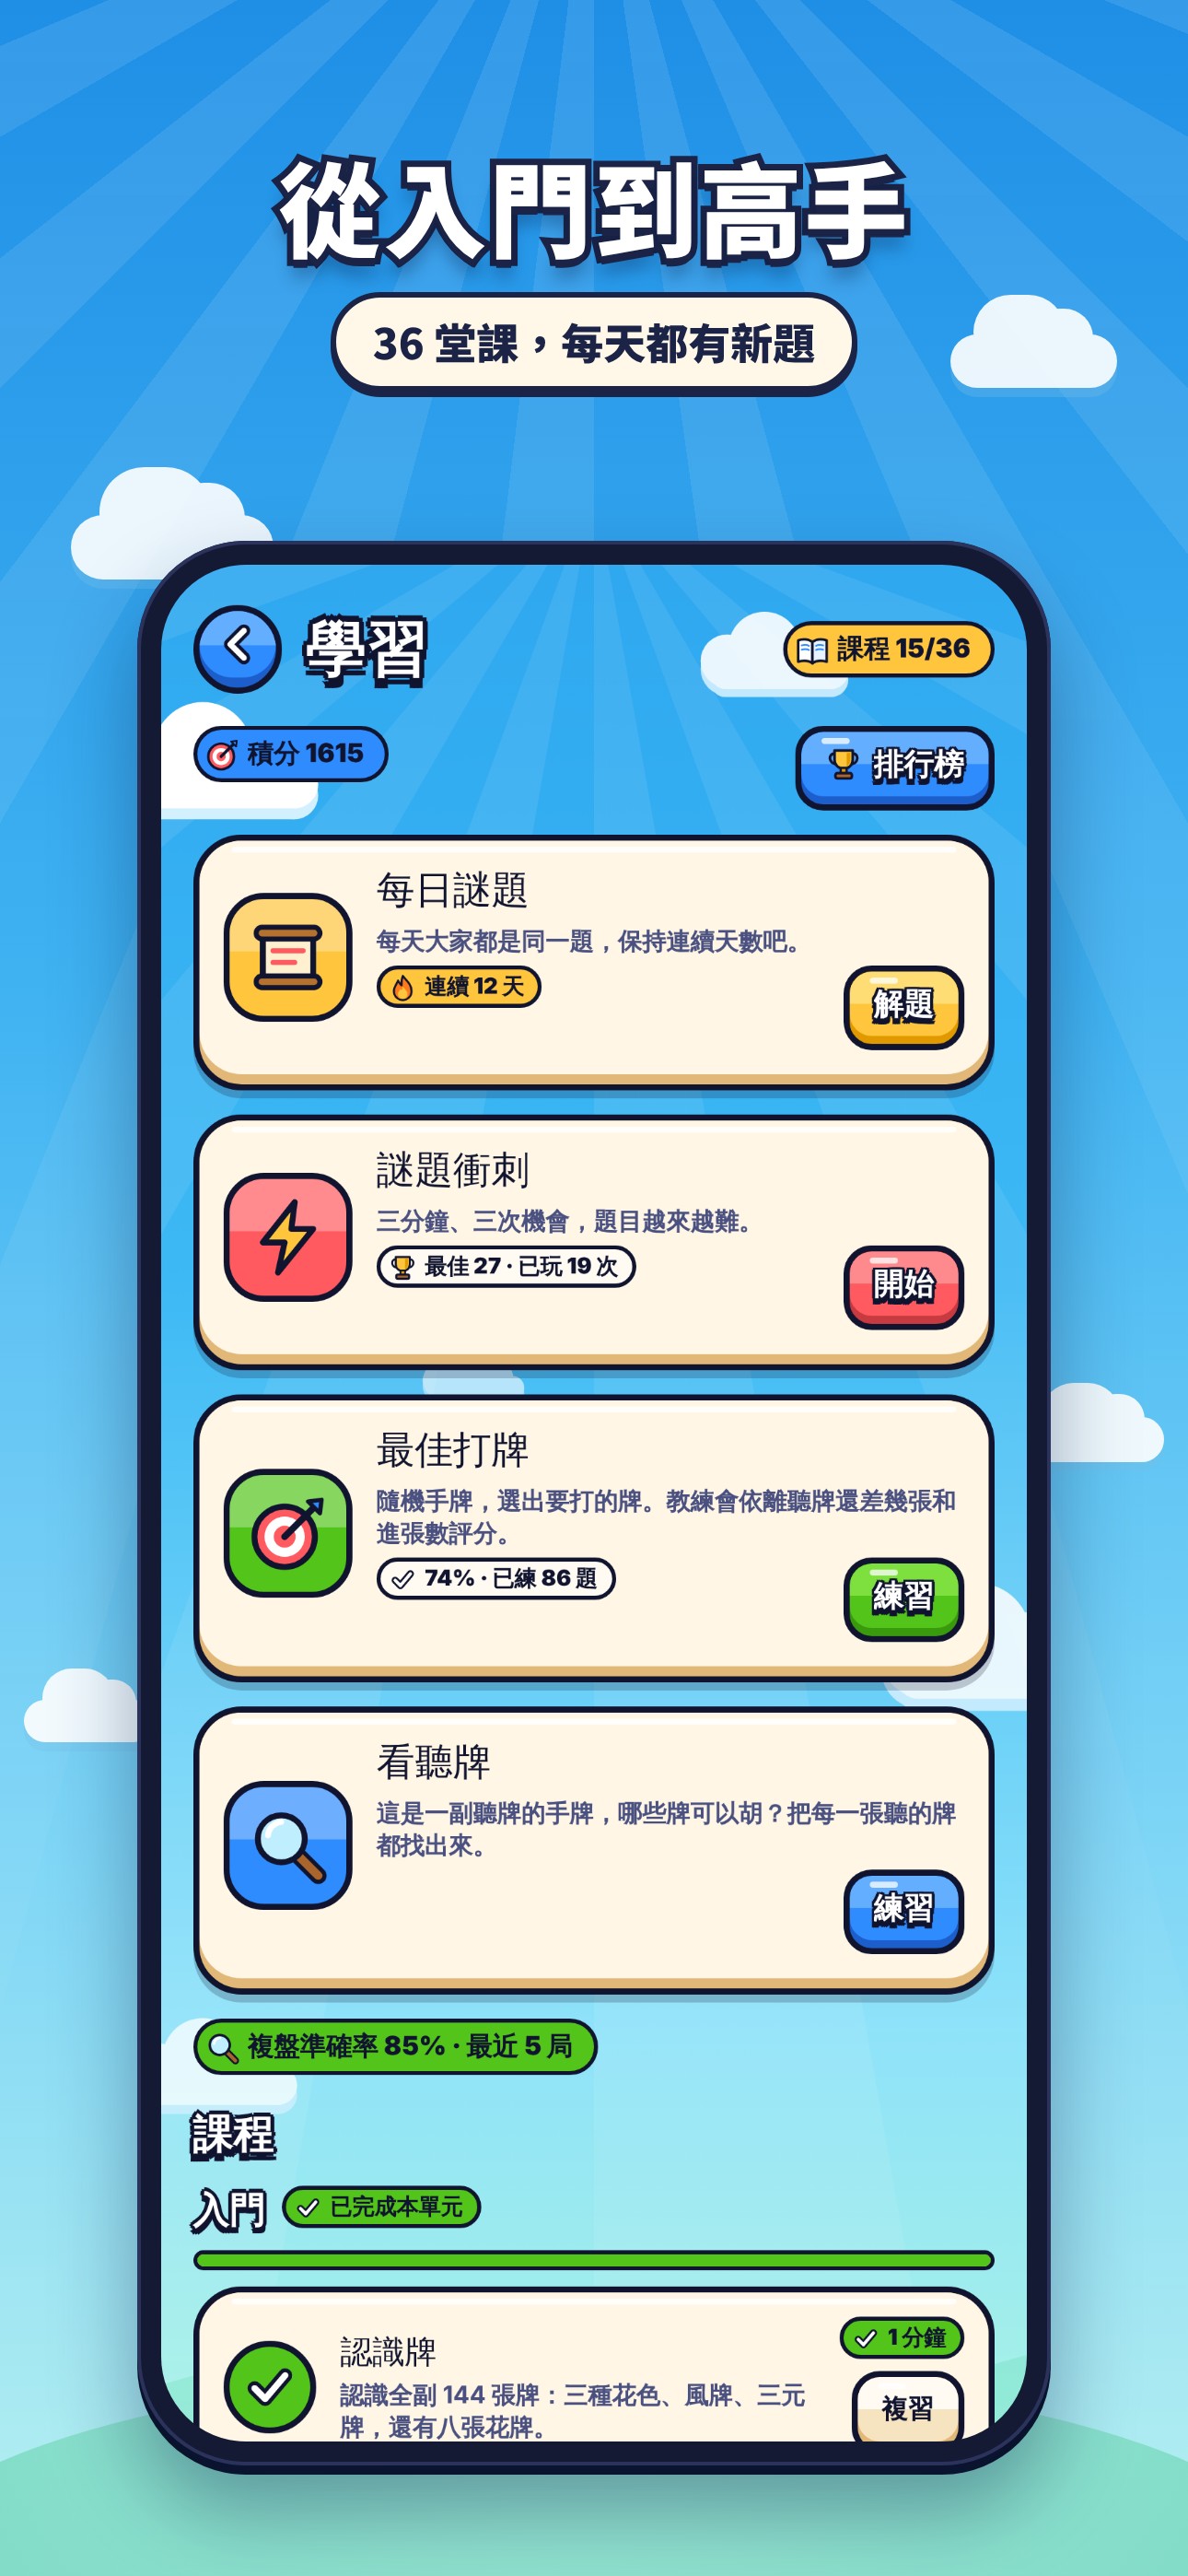 從入門到高手
36 堂課，每天都有新題
學習
課程 15/36
積分 1615
排行榜
每日謎題
每天大家都是同一題，保持連續天數吧。
連續 12 天
解題
謎題衝刺
三分鐘、三次機會，題目越來越難。
最佳 27 · 已玩 19 次
開始
最佳打牌
隨機手牌，選出要打的牌。教練會依離聽牌還差幾張和
進張數評分。
74% · 已練 86 題
練習
看聽牌
這是一副聽牌的手牌，哪些牌可以胡？把每一張聽的牌
都找出來。
練習
複盤準確率 85% · 最近 5 局
課程
入門
已完成本單元
認識牌
1 分鐘
認識全副 144 張牌：三種花色、風牌、三元
牌，還有八張花牌。
複習